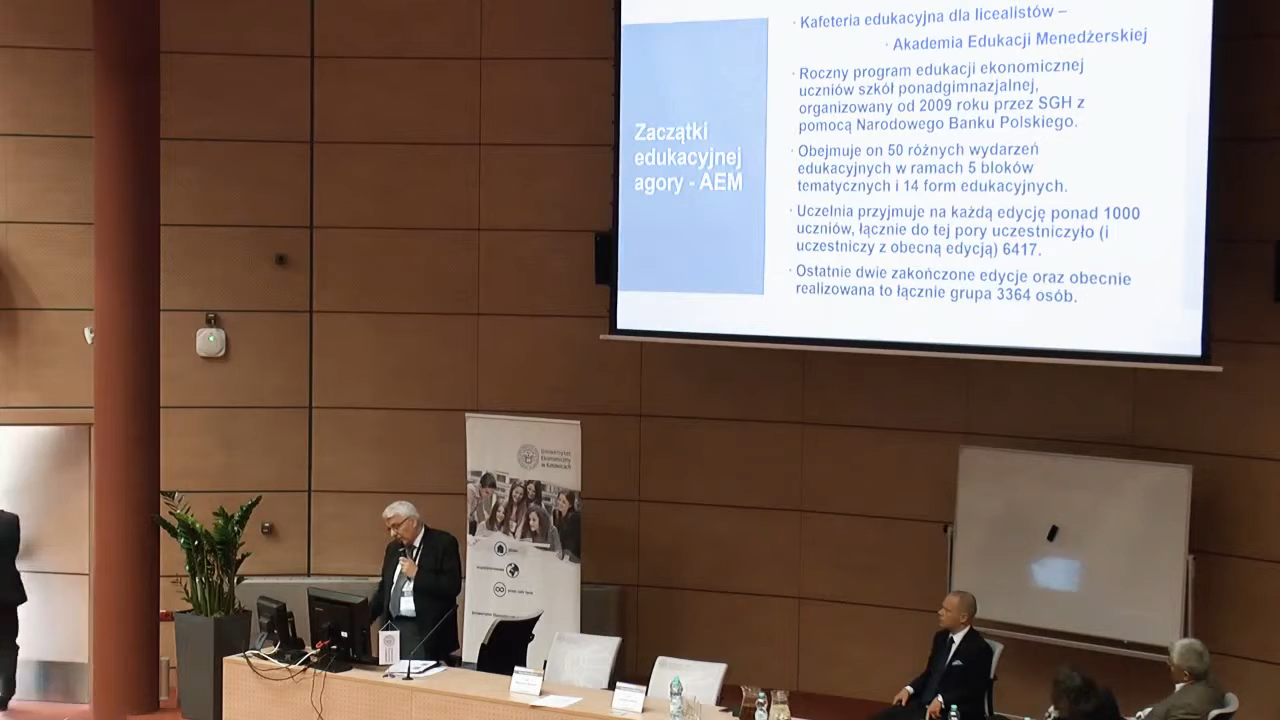 · Kafeteria edukacyjna dla licealistów –
· Akademia Edukacji Menedżerskiej
· Roczny program edukacji ekonomicznej
uczniów szkół ponadgimnazjalnej,
organizowany od 2009 roku przez SGH z
pomocą Narodowego Banku Polskiego.
· Obejmuje on 50 różnych wydarzeń
edukacyjnych w ramach 5 bloków
tematycznych i 14 form edukacyjnych.
· Uczelnia przyjmuje na każdą edycję ponad 1000
uczniów, łącznie do tej pory uczestniczyło (i
uczestniczy z obecną edycją) 6417.
· Ostatnie dwie zakończone edycje oraz obecnie
realizowana to łącznie grupa 3364 osób.
Zaczątki
edukacyjnej
agory - AEM
Uniwersytet
Ekonomiczny
w Katowicach